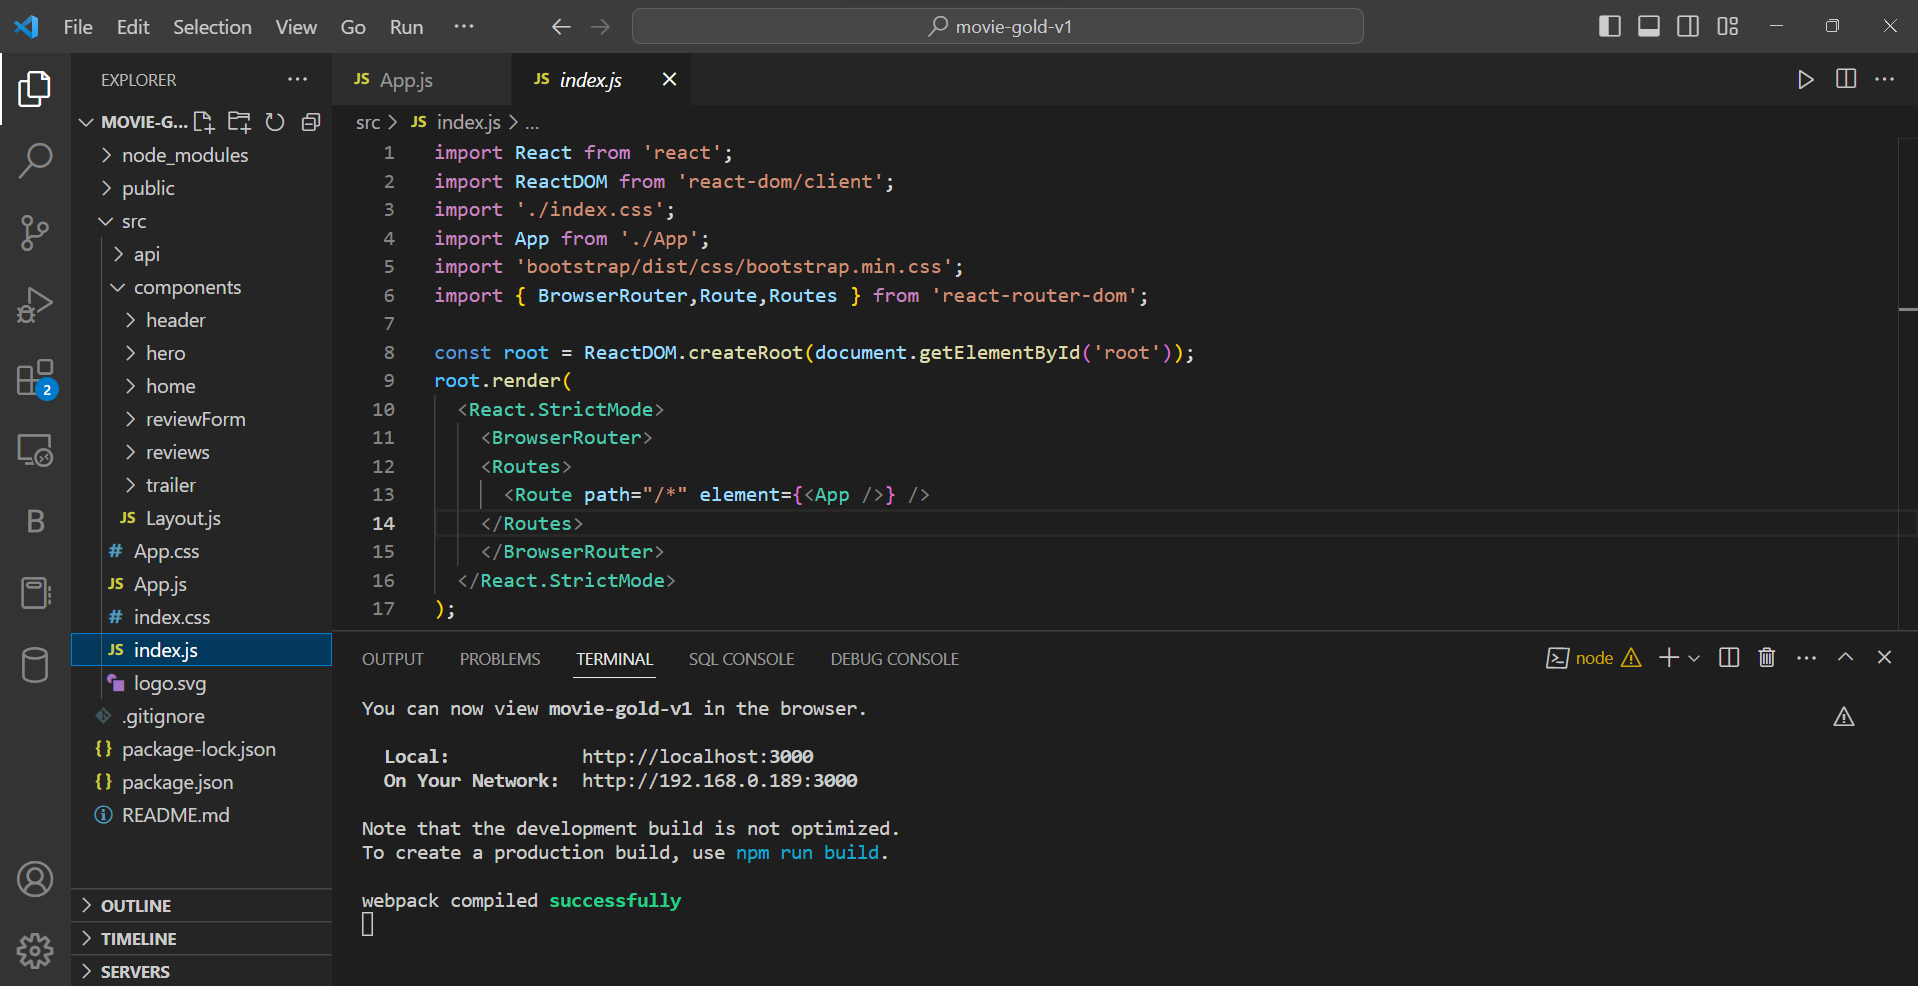 File Edit Selection View Go Run ···
movie-gold-v1
EXPLORER ···
MOVIE-G...
node_modules
public
src
api
components
header
hero
home
reviewForm
reviews
trailer
JS Layout.js
# App.css
JS App.js
# index.css
JS index.js
logo.svg
.gitignore
{} package-lock.json
{} package.json
README.md
OUTLINE
TIMELINE
SERVERS
2
B
JS App.js
JS index.js
src > JS index.js > ...
1 import React from 'react';
2 import ReactDOM from 'react-dom/client';
3 import './index.css';
4 import App from './App';
5 import 'bootstrap/dist/css/bootstrap.min.css';
6 import { BrowserRouter,Route,Routes } from 'react-router-dom';
7
8 const root = ReactDOM.createRoot(document.getElementById('root'));
9 root.render(
10 <React.StrictMode>
11 <BrowserRouter>
12 <Routes>
13 <Route path="/*" element={<App />} />
14 </Routes>
15 </BrowserRouter>
16 </React.StrictMode>
17 );
OUTPUT PROBLEMS TERMINAL SQL CONSOLE DEBUG CONSOLE
node
You can now view movie-gold-v1 in the browser.
Local: http://localhost:3000
On Your Network: http://192.168.0.189:3000
Note that the development build is not optimized.
To create a production build, use npm run build.
webpack compiled successfully